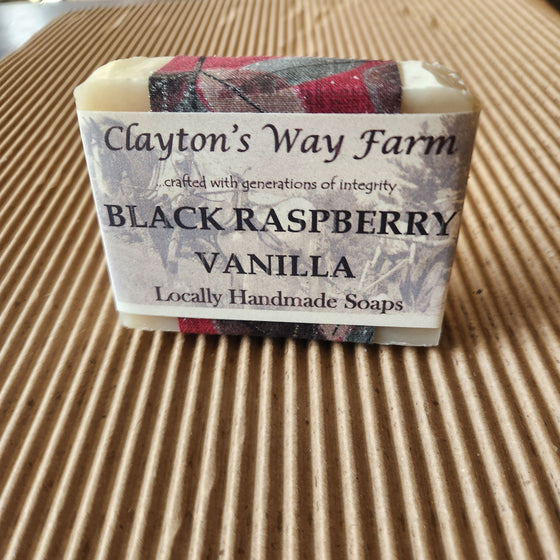 Clayton's Way Farm
...crafted with generations of integrity
BLACK RASPBERRY
VANILLA
Locally Handmade Soaps